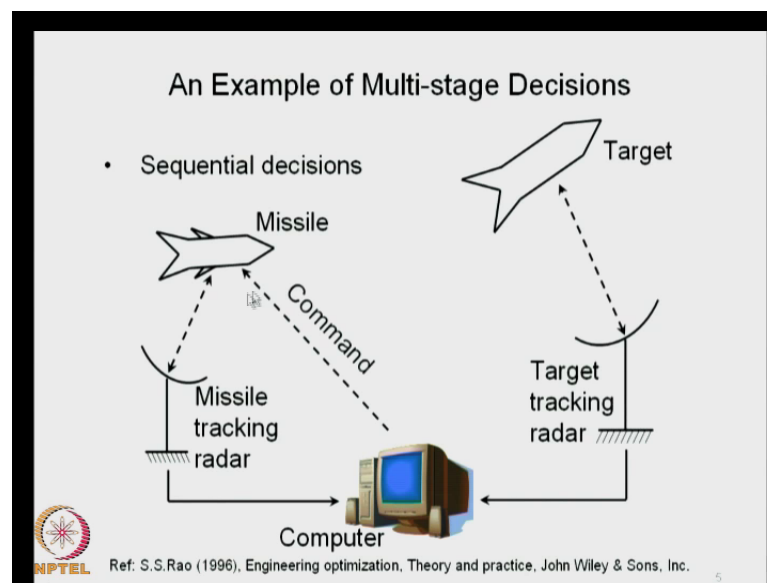 An Example of Multi-stage Decisions
• Sequential decisions
Target
Missile
Command
Missile
tracking
radar
Target
tracking
radar
Computer
NPTEL
Ref: S.S.Rao (1996), Engineering optimization, Theory and practice, John Wiley & Sons, Inc.
5